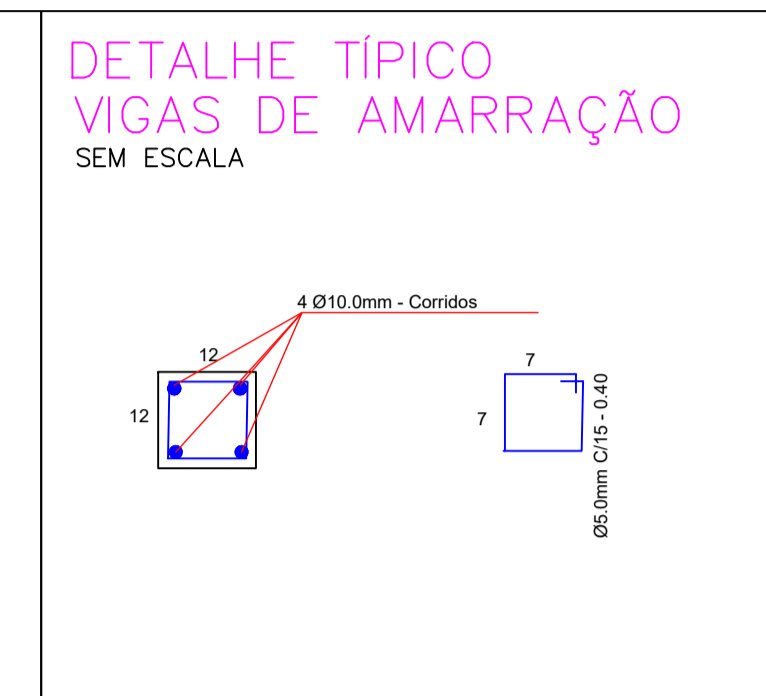 DETALHE TÍPICO
VIGAS DE AMARRAÇÃO
SEM ESCALA
4 Ø10.0mm - Corridos
12
12
7
7
Ø5.0mm C/15 - 0.40